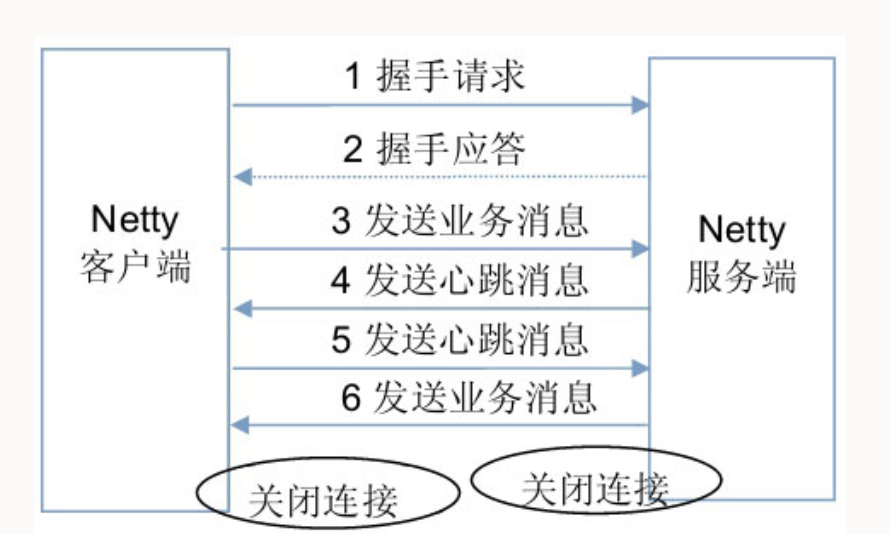 1 握手请求
2 握手应答
Netty
客户端
3 发送业务消息
Netty
服务端
4 发送心跳消息
5 发送心跳消息
6 发送业务消息
关闭连接
关闭连接